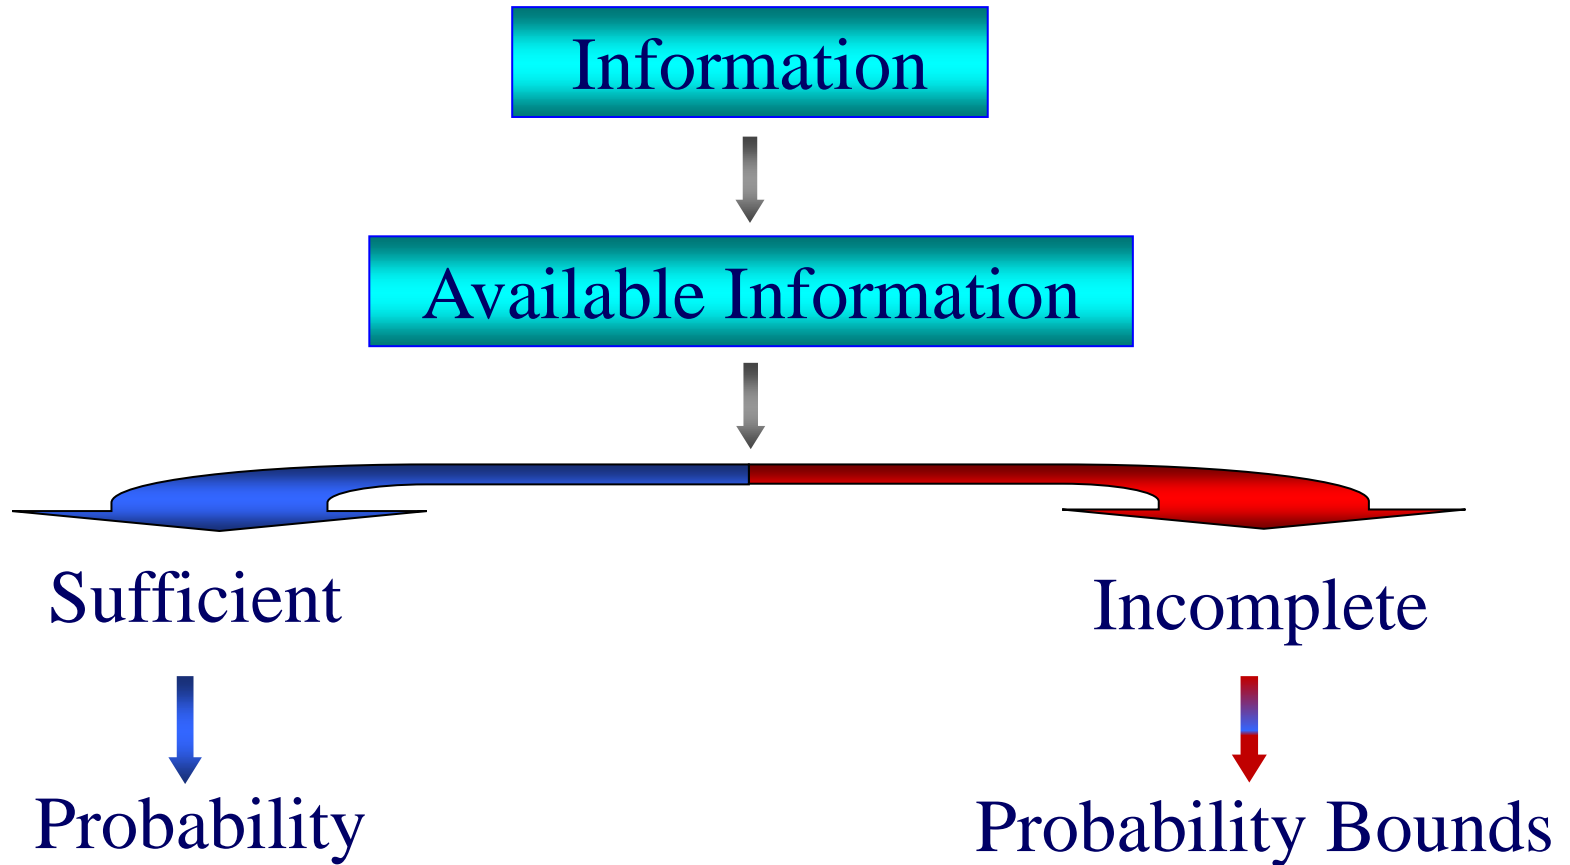 Information
Available Information
Sufficient
Incomplete
Probability
Probability Bounds